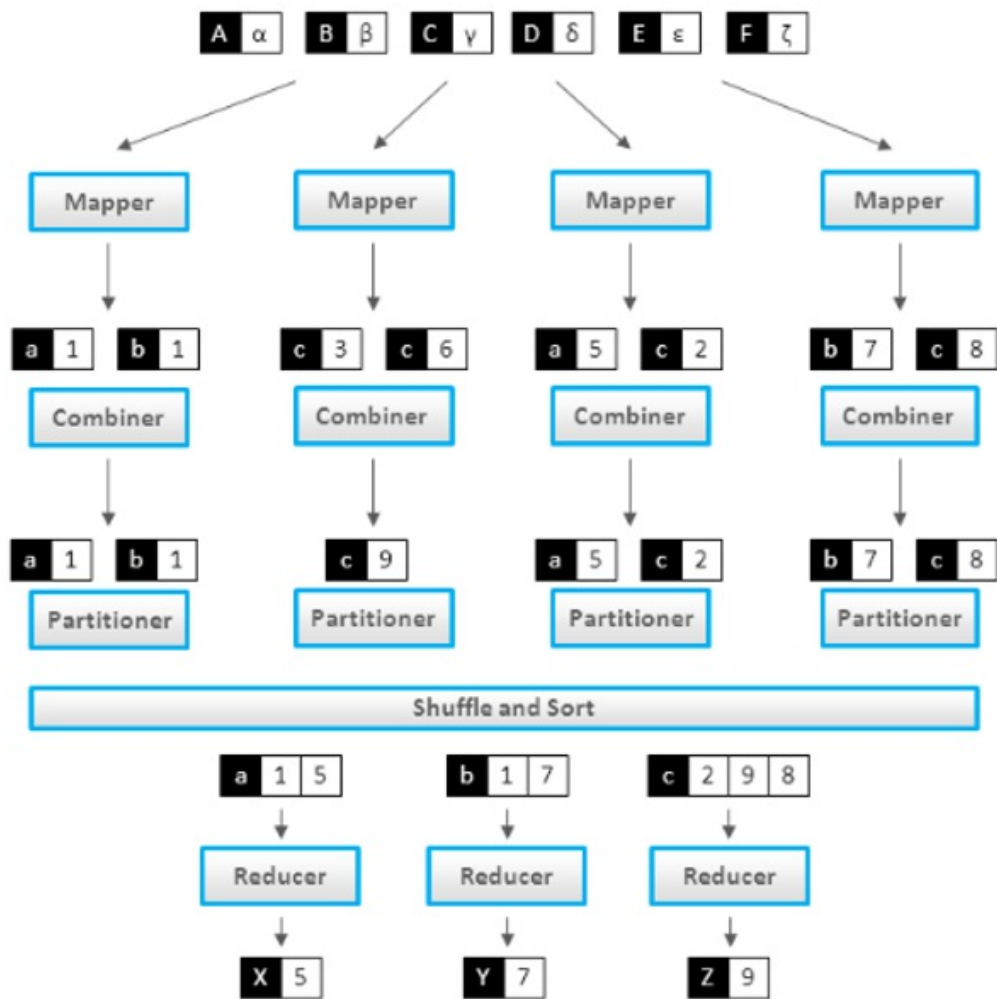 A α B β C γ D δ E ε F ζ
Mapper Mapper Mapper Mapper
a 1 b 1 c 3 c 6 a 5 c 2 b 7 c 8
Combiner Combiner Combiner Combiner
a 1 b 1 c 9 a 5 c 2 b 7 c 8
Partitioner Partitioner Partitioner Partitioner
Shuffle and Sort
a 1 5 b 1 7 c 2 9 8
Reducer Reducer Reducer
X 5 Y 7 Z 9